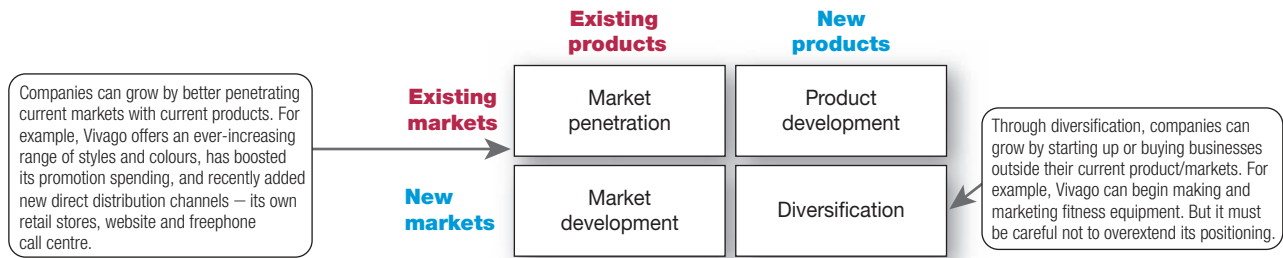 Existing
products
New
products
Companies can grow by better penetrating
current markets with current products. For
example, Vivago offers an ever-increasing
range of styles and colours, has boosted
its promotion spending, and recently added
new direct distribution channels – its own
retail stores, website and freephone
call centre.
Existing
markets
Market
penetration
Product
development
New
markets
Market
development
Diversification
Through diversification, companies can
grow by starting up or buying businesses
outside their current product/markets. For
example, Vivago can begin making and
marketing fitness equipment. But it must
be careful not to overextend its positioning.